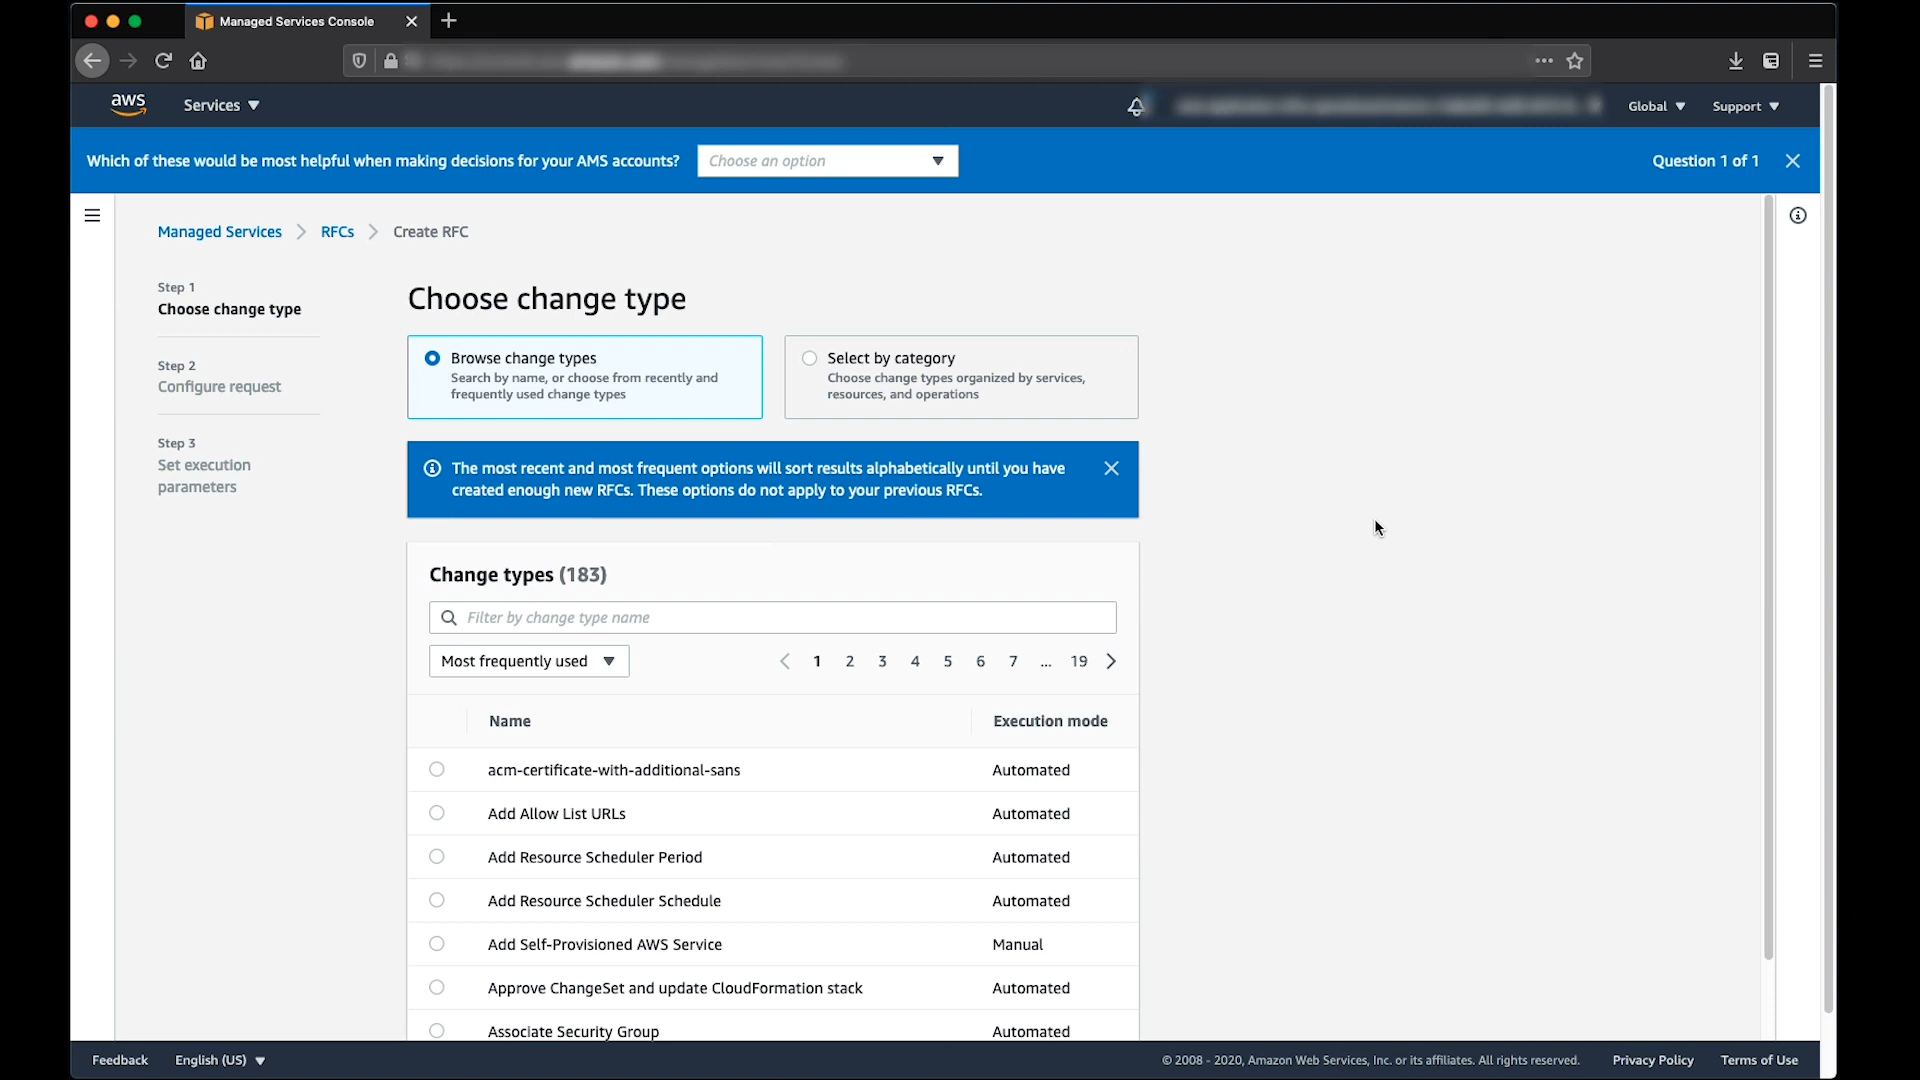 Managed Services Console
aws
Services
Global
Support
Which of these would be most helpful when making decisions for your AMS accounts?
Choose an option
Question 1 of 1
Managed Services
RFCs
Create RFC
Step 1
Choose change type
Step 2
Configure request
Step 3
Set execution
parameters
Choose change type
Browse change types
Search by name, or choose from recently and
frequently used change types
Select by category
Choose change types organized by services,
resources, and operations
The most recent and most frequent options will sort results alphabetically until you have
created enough new RFCs. These options do not apply to your previous RFCs.
Change types (183)
Filter by change type name
Most frequently used
1 2 3 4 5 6 7 ... 19
Name Execution mode
acm-certificate-with-additional-sans Automated
Add Allow List URLs Automated
Add Resource Scheduler Period Automated
Add Resource Scheduler Schedule Automated
Add Self-Provisioned AWS Service Manual
Approve ChangeSet and update CloudFormation stack Automated
Associate Security Group Automated
Feedback
English (US)
© 2008 - 2020, Amazon Web Services, Inc. or its affiliates. All rights reserved.
Privacy Policy
Terms of Use